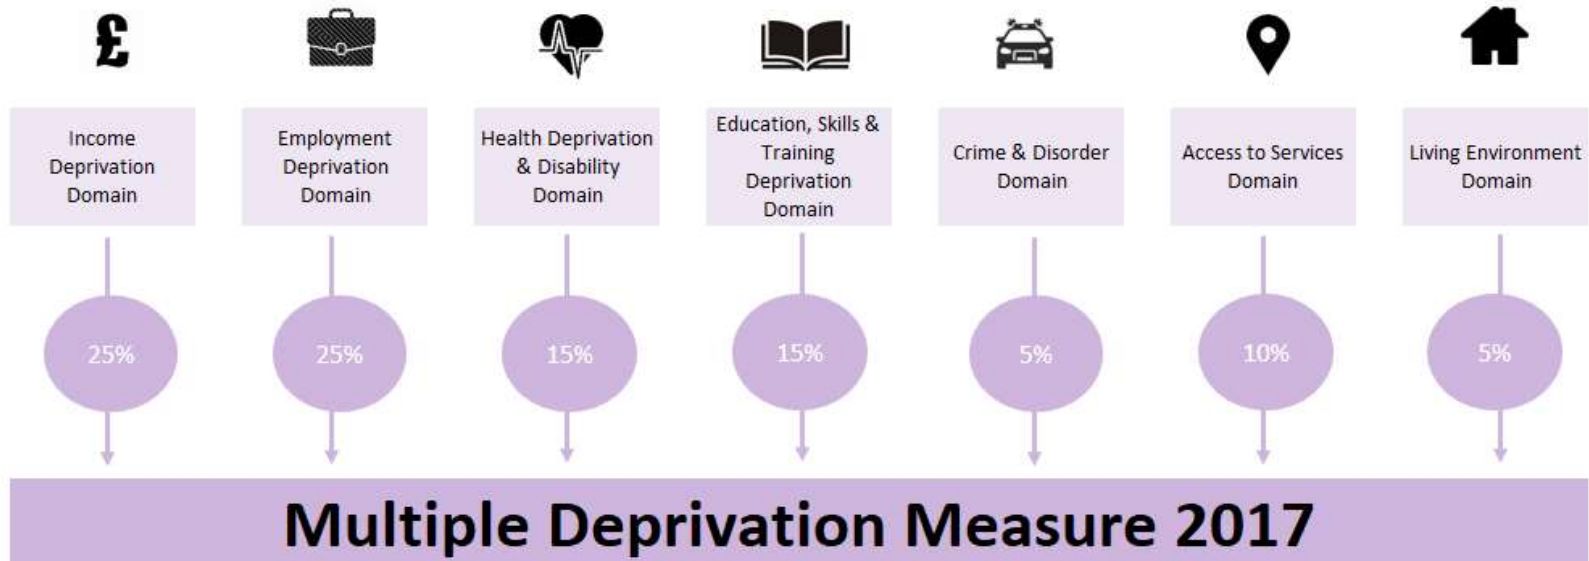 £
Income
Deprivation
Domain
Employment
Deprivation
Domain
Health Deprivation
& Disability
Domain
Education, Skills &
Training
Deprivation
Domain
Crime & Disorder
Domain
Access to Services
Domain
Living Environment
Domain
25%
25%
15%
15%
5%
10%
5%
Multiple Deprivation Measure 2017